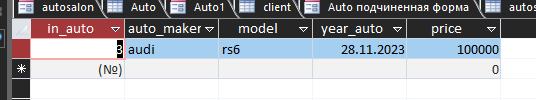 autosalon Auto Auto1 client Auto подчиненная форма autos
in_auto auto_maker model year_auto price
3 audi rs6 28.11.2023 100000
(№) 0